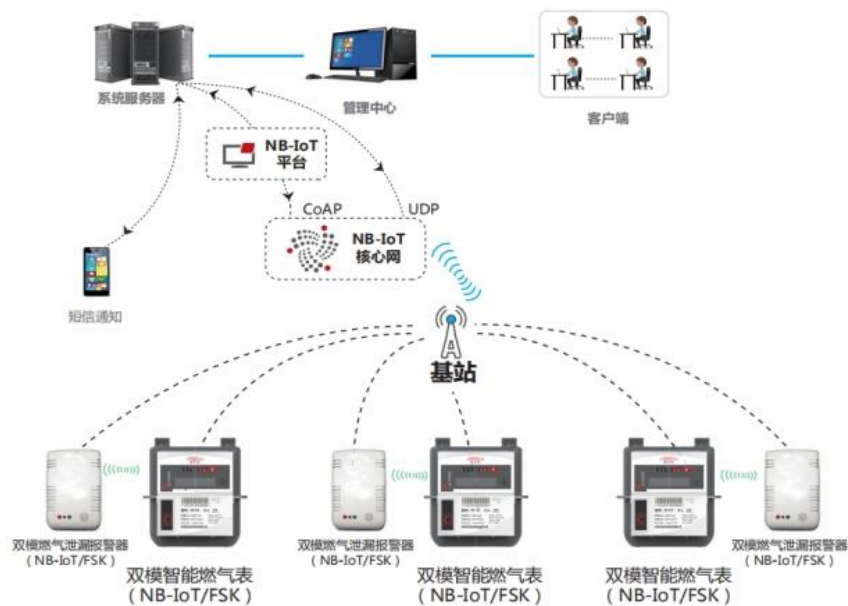 系统服务器
管理中心
客户端
NB-IoT
平台
CoAP
UDP
NB-IoT
核心网
短信通知
基站
双模燃气泄漏报警器
（NB-IoT/FSK）
双模智能燃气表
（NB-IoT/FSK）
双模燃气泄漏报警器
（NB-IoT/FSK）
双模智能燃气表
（NB-IoT/FSK）
双模智能燃气表
（NB-IoT/FSK）
双模燃气泄漏报警器
（NB-IoT/FSK）